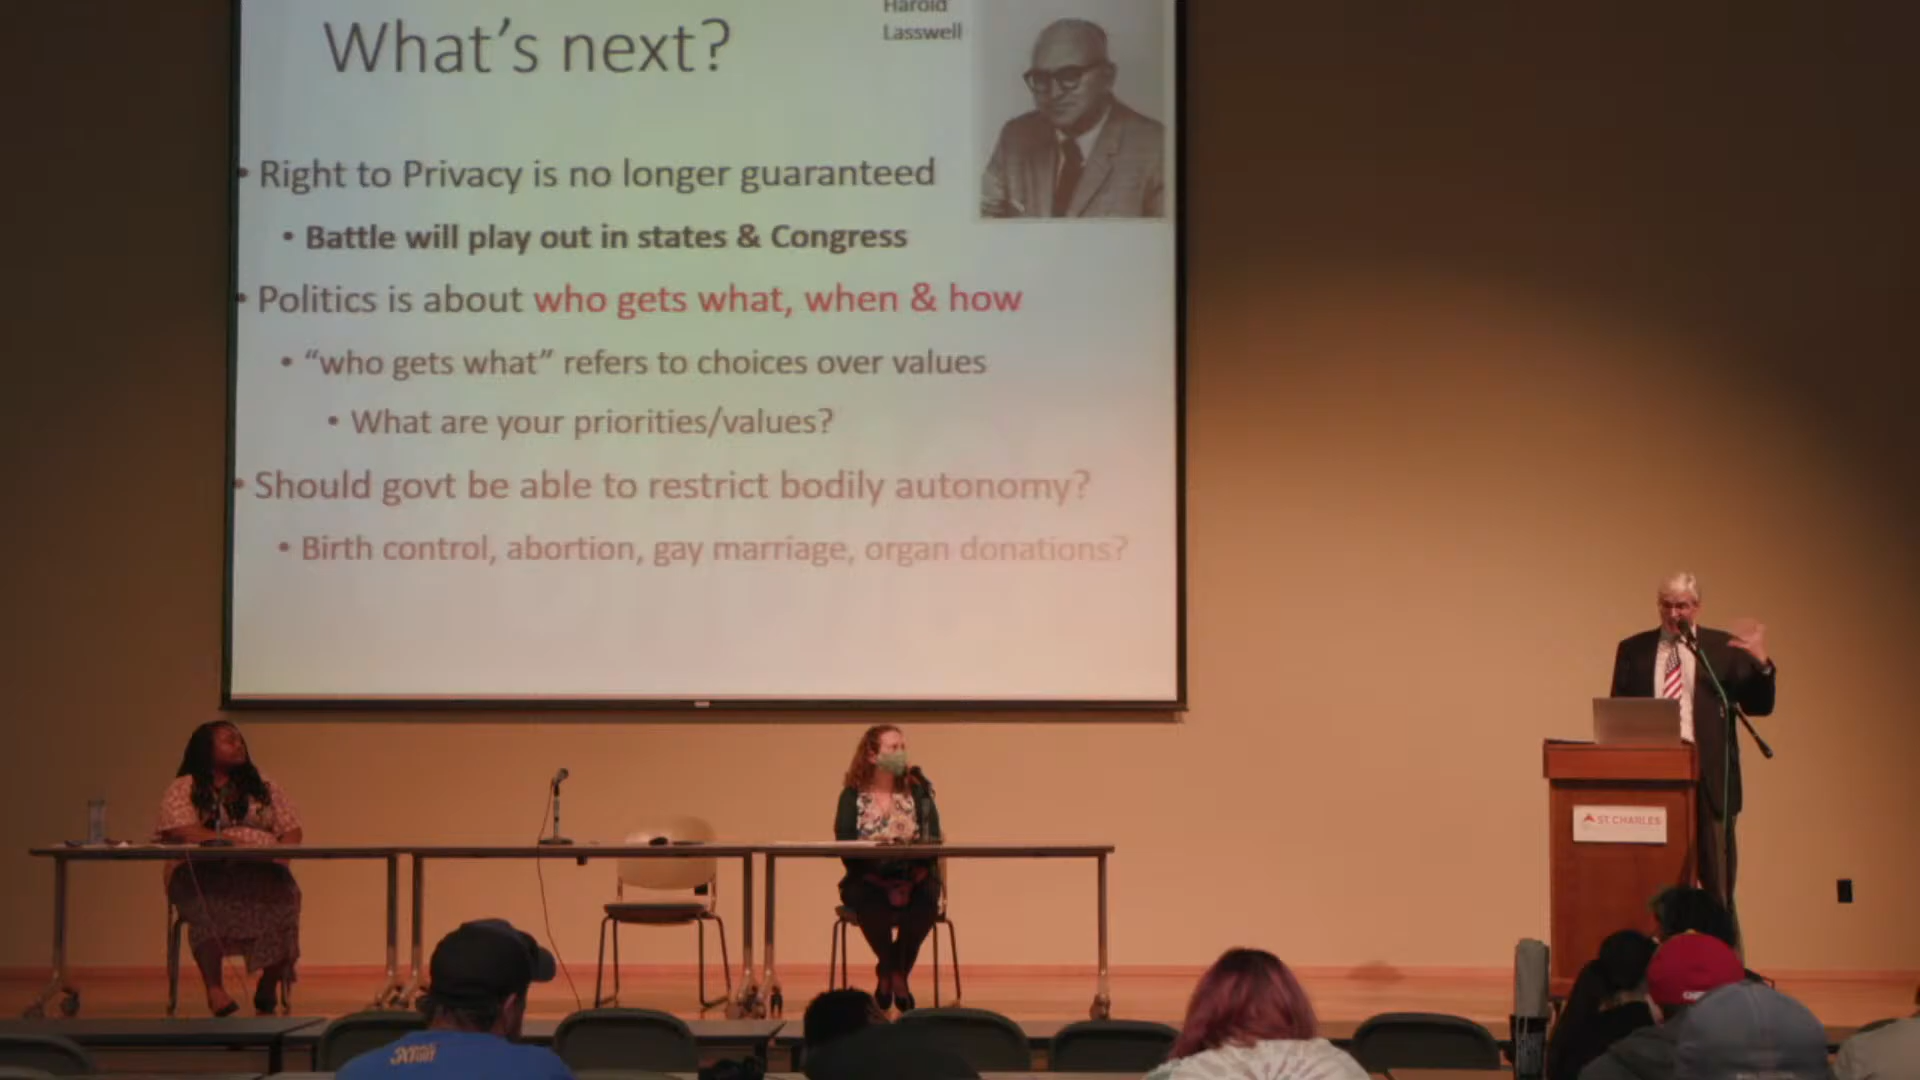 Harold
Lasswell
What's next?
• Right to Privacy is no longer guaranteed
• Battle will play out in states & Congress
• Politics is about who gets what, when & how
• “who gets what” refers to choices over values
• What are your priorities/values?
• Should govt be able to restrict bodily autonomy?
• Birth control, abortion, gay marriage, organ donations?
ST. CHARLES